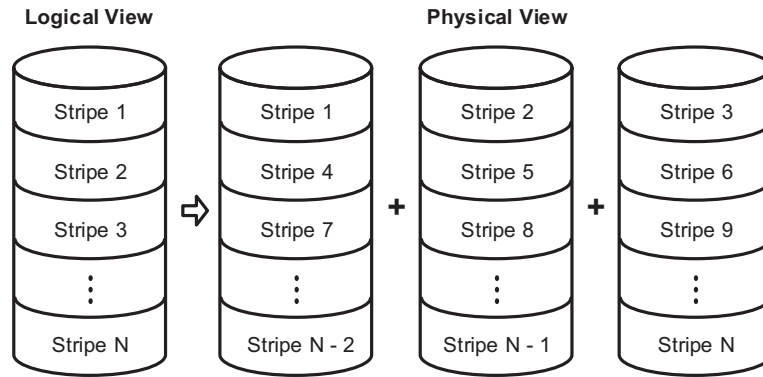 Logical View
Physical View
Stripe 1
Stripe 1
Stripe 2
Stripe 3
Stripe 2
Stripe 4
Stripe 5
Stripe 6
+
+
Stripe 3
Stripe 7
Stripe 8
Stripe 9
Stripe N
Stripe N - 2
Stripe N - 1
Stripe N